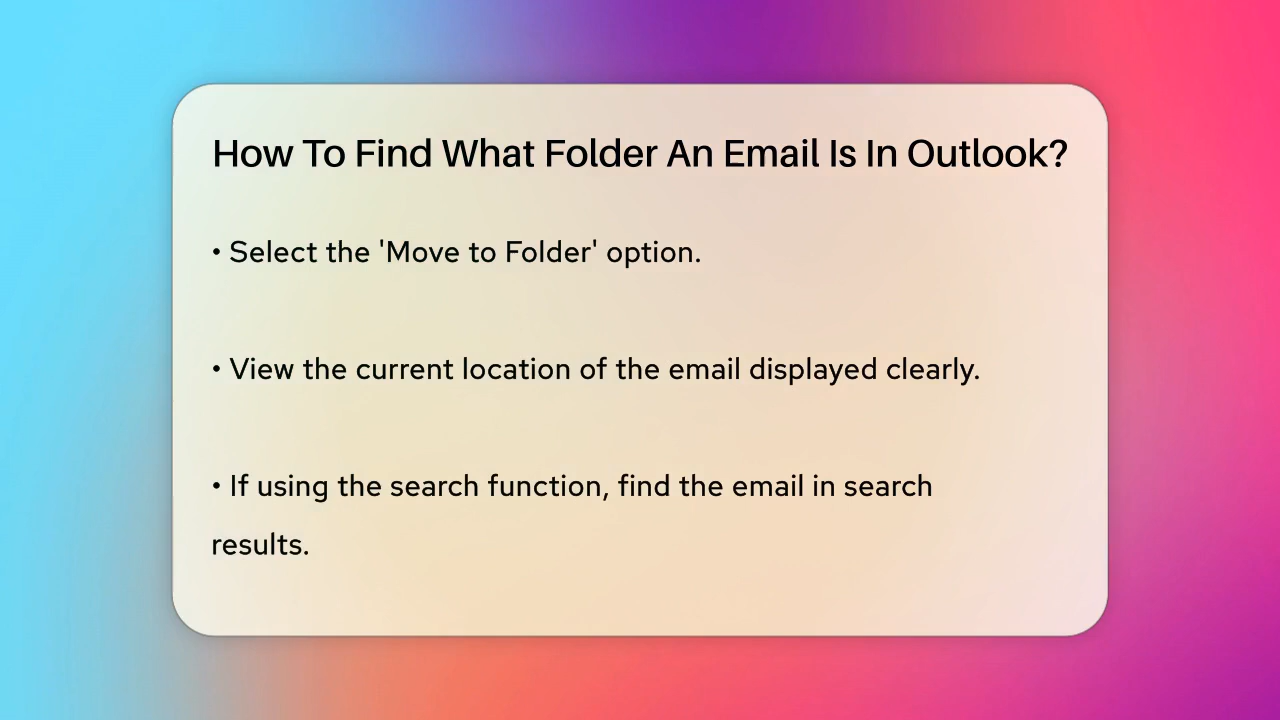 How To Find What Folder An Email Is In Outlook?
• Select the 'Move to Folder' option.
• View the current location of the email displayed clearly.
• If using the search function, find the email in search
results.